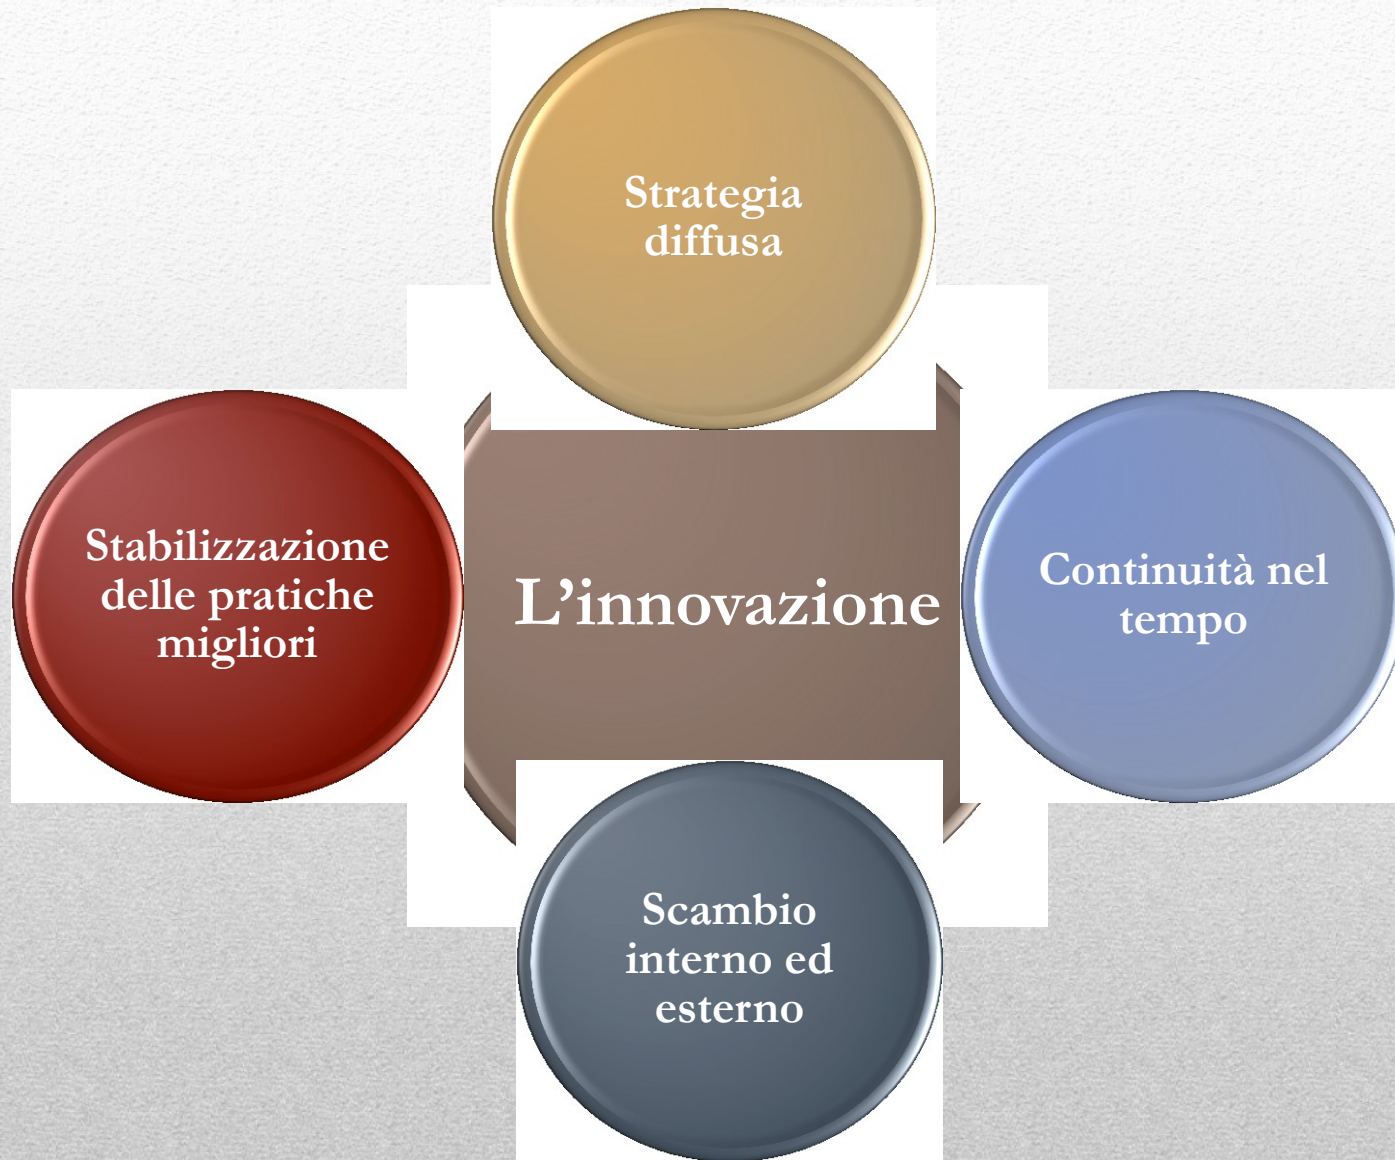 Strategia
diffusa
Stabilizzazione
delle pratiche
migliori
L’innovazione
Continuità nel
tempo
Scambio
interno ed
esterno